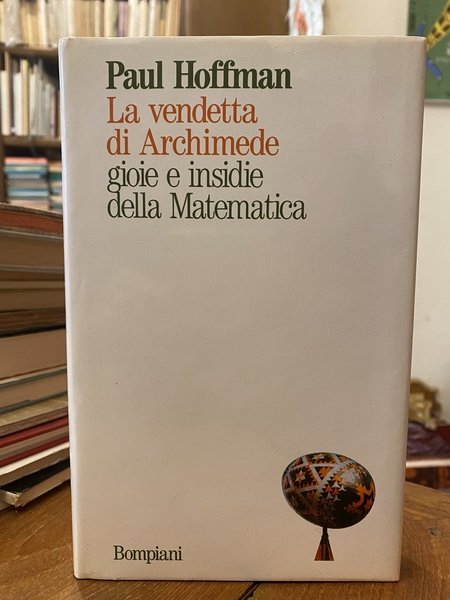 Paul Hoffman
La vendetta
di Archimede
gioie e insidie
della Matematica
Bompiani